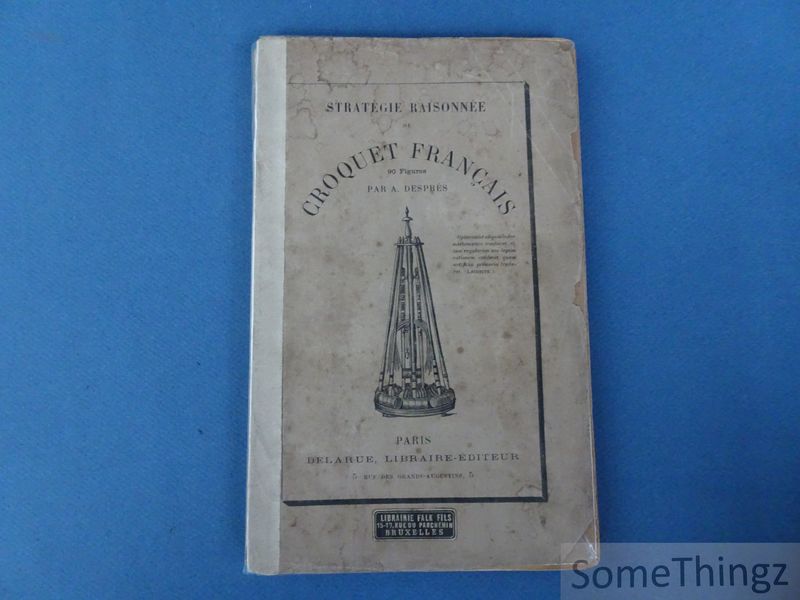 STRATÉGIE RAISONNÉE
CROQUET FRANÇAIS
90 Figures
PAR A. DESPRÈS
PARIS
DELARUE, LIBRAIRE-ÉDITEUR
5 RUE DES GRANDS-AUGUSTINS, 5
LIBRAIRIE FALK FILS
15-17, RUE DU PARCHEMIN
BRUXELLES
SomeThingz